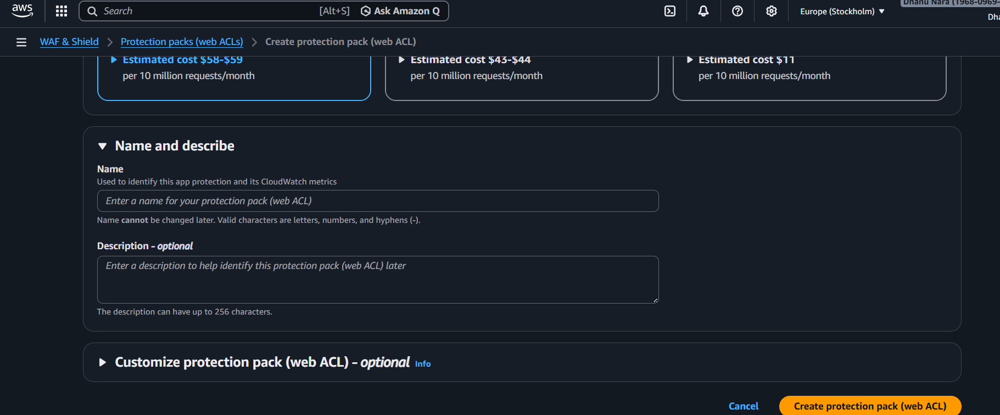 aws
Search [Alt+S] Ask Amazon Q
Europe (Stockholm)
Dhanu Nara (1968-0969-
WAF & Shield > Protection packs (web ACLs) > Create protection pack (web ACL)
Estimated cost $58-$59
per 10 million requests/month
Estimated cost $43-$44
per 10 million requests/month
Estimated cost $11
per 10 million requests/month
Name and describe
Name
Used to identify this app protection and its CloudWatch metrics
Enter a name for your protection pack (web ACL)
Name cannot be changed later. Valid characters are letters, numbers, and hyphens (-).
Description - optional
Enter a description to help identify this protection pack (web ACL) later
The description can have up to 256 characters.
Customize protection pack (web ACL) - optional Info
Cancel
Create protection pack (web ACL)